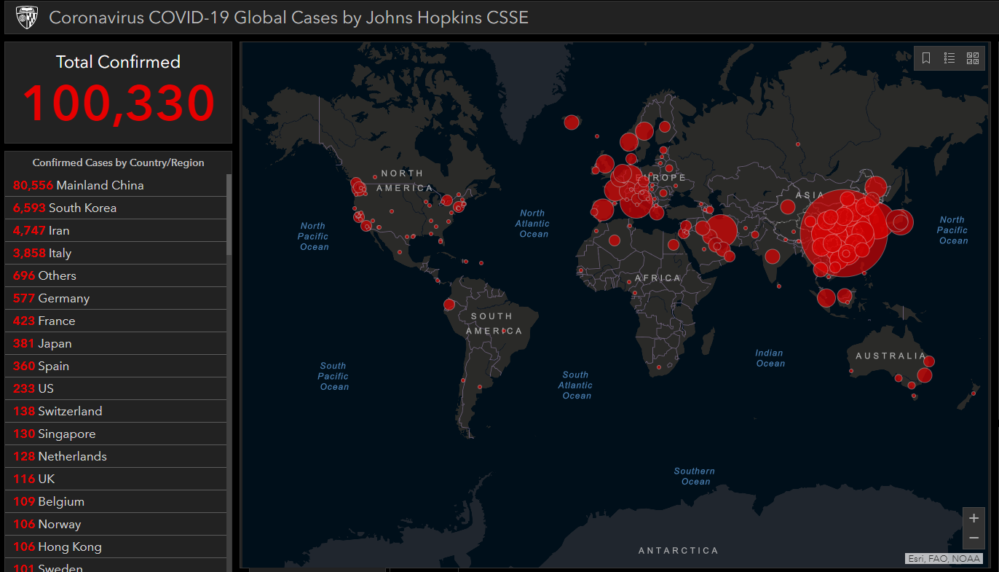 Coronavirus COVID-19 Global Cases by Johns Hopkins CSSE
Total Confirmed
100,330
Confirmed Cases by Country/Region
80,556 Mainland China
6,593 South Korea
4,747 Iran
3,858 Italy
696 Others
577 Germany
423 France
381 Japan
360 Spain
233 US
138 Switzerland
130 Singapore
128 Netherlands
116 UK
109 Belgium
106 Norway
106 Hong Kong
101 Sweden
NORTH
AMERICA
EUROPE
ASIA
North
Pacific
Ocean
North
Atlantic
Ocean
North
Pacific
Ocean
AFRICA
SOUTH
AMERICA
South
Pacific
Ocean
South
Atlantic
Ocean
Indian
Ocean
AUSTRALIA
Southern
Ocean
ANTARCTICA
+
−
Esri, FAO, NOAA